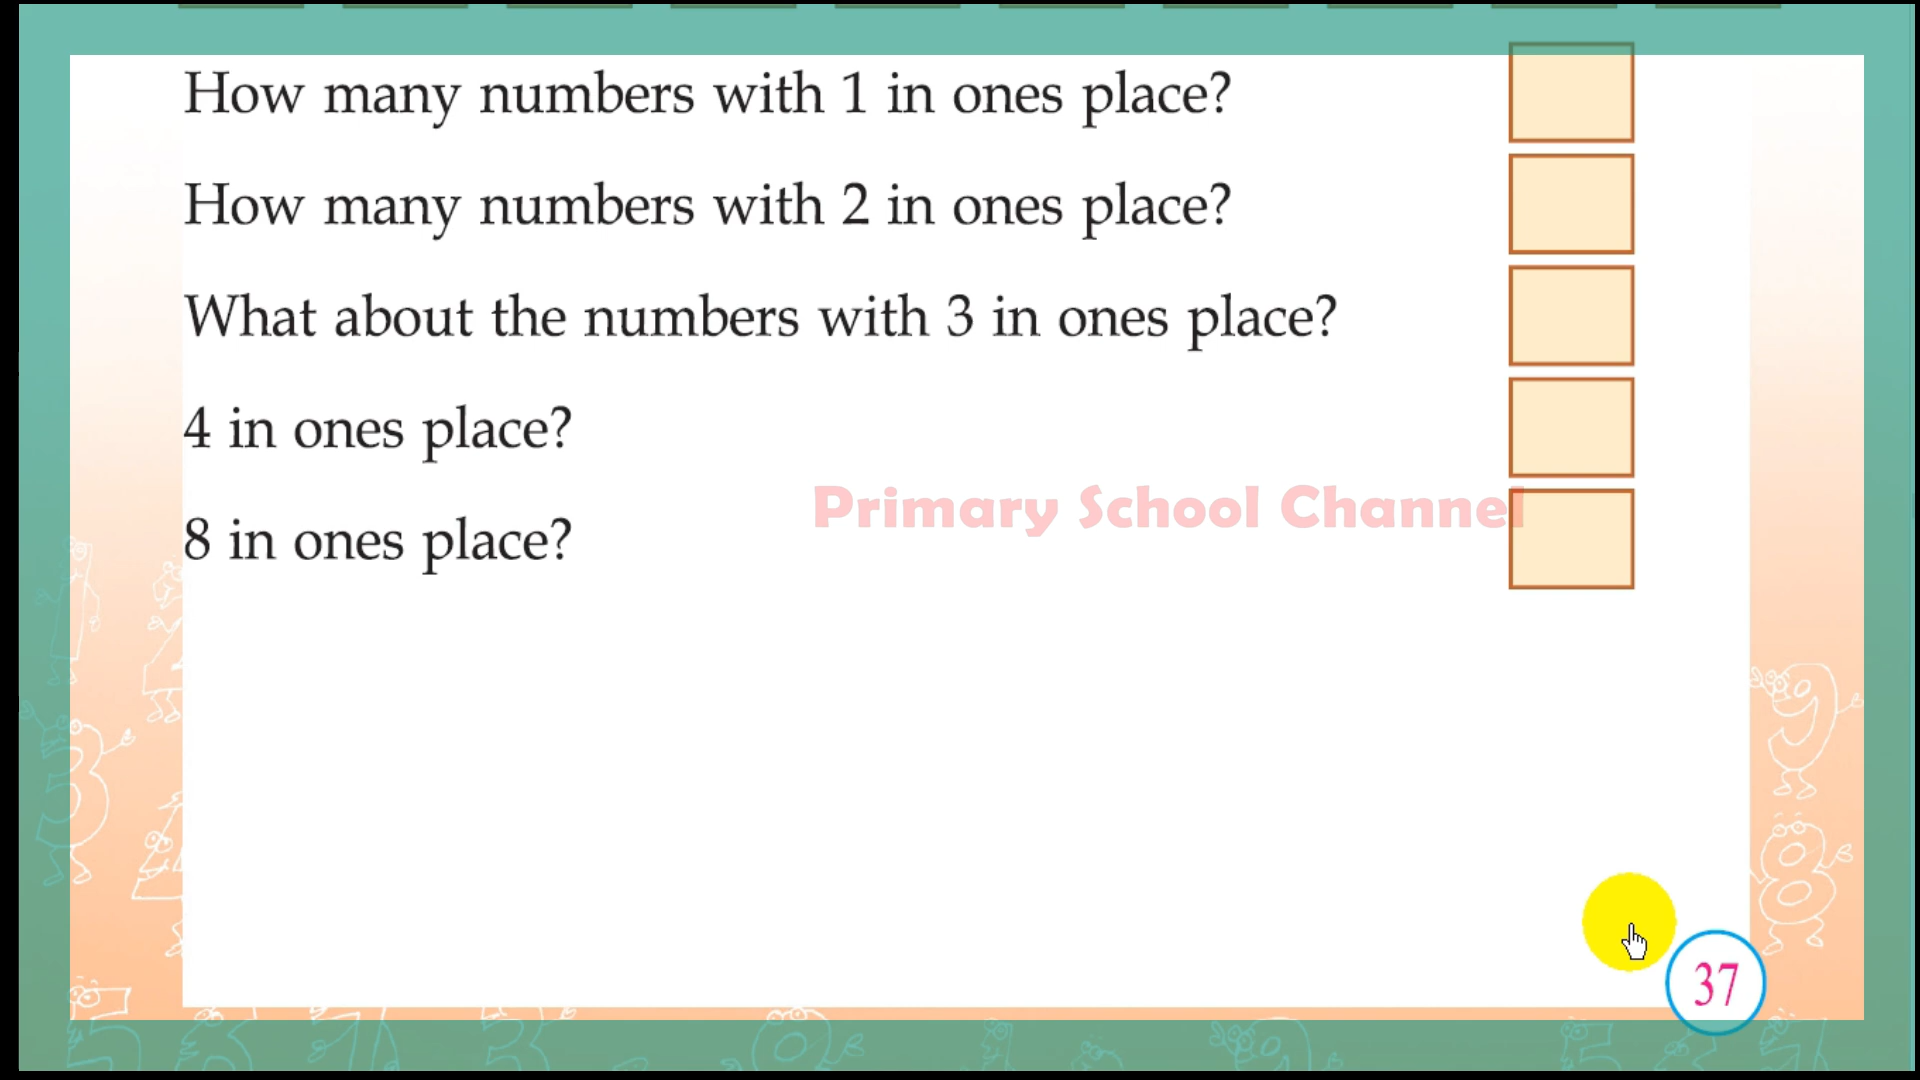 How many numbers with 1 in ones place?
How many numbers with 2 in ones place?
What about the numbers with 3 in ones place?
4 in ones place?
Primary School Channel
8 in ones place?
37